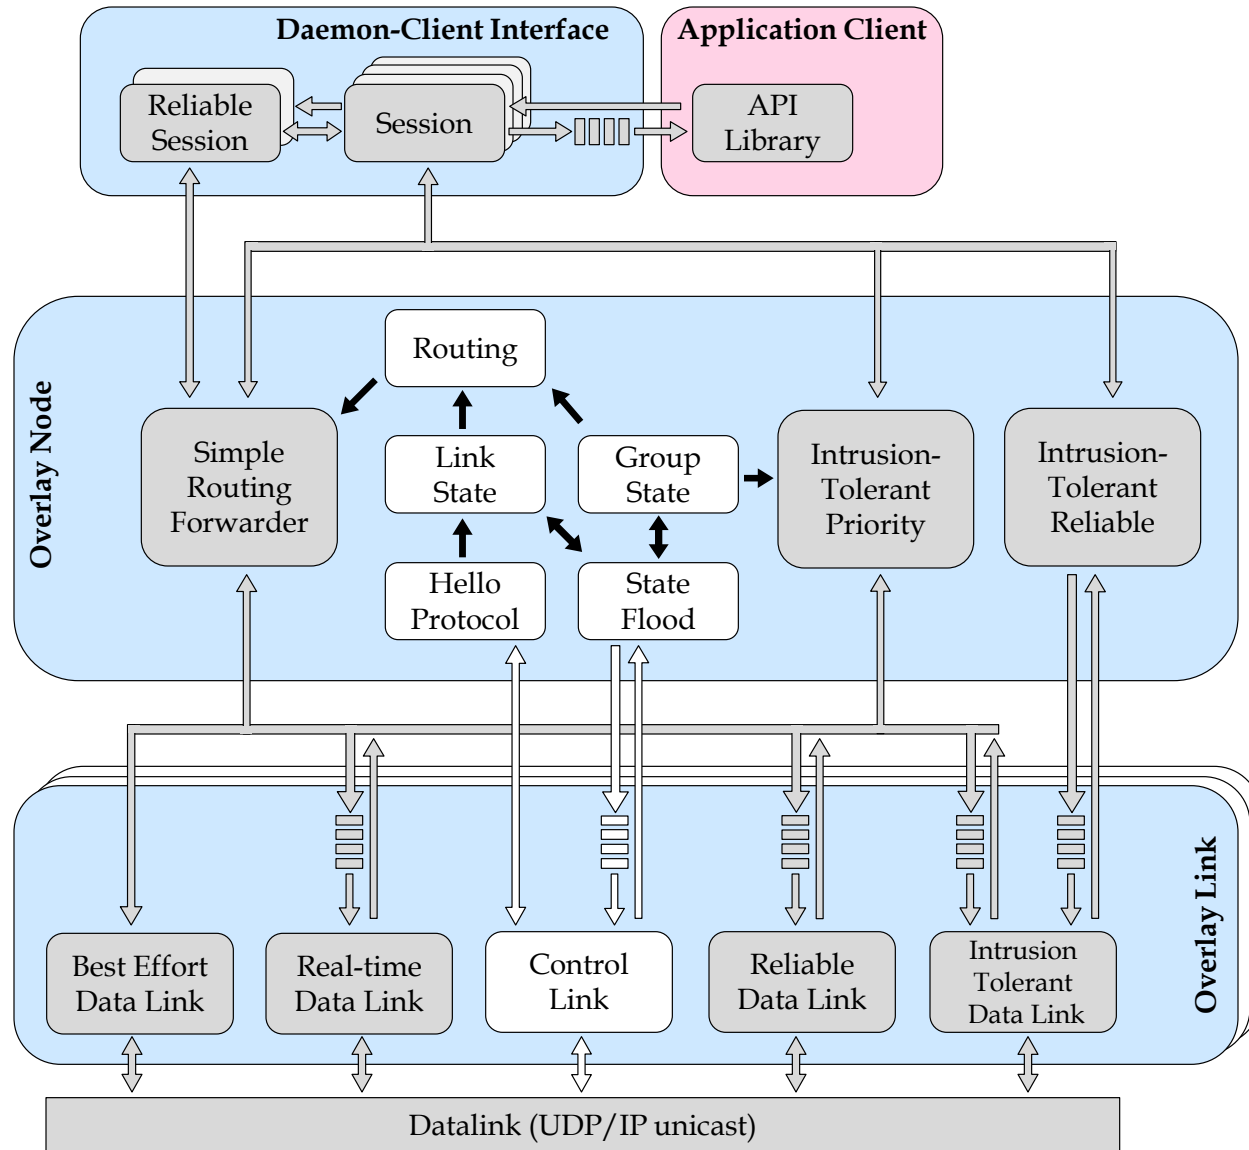 Daemon-Client Interface
Application Client
Reliable
Session
Session
API
Library
Overlay Node
Routing
Simple
Routing
Forwarder
Link
State
Group
State
Intrusion-
Tolerant
Priority
Intrusion-
Tolerant
Reliable
Hello
Protocol
State
Flood
Overlay Link
Best Effort
Data Link
Real-time
Data Link
Control
Link
Reliable
Data Link
Intrusion
Tolerant
Data Link
Datalink (UDP/IP unicast)